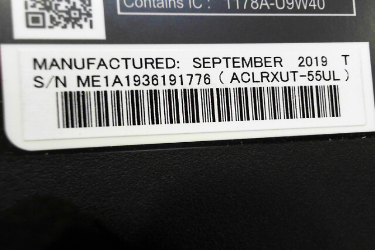 Contains IC : 1178A-U9W40
MANUFACTURED: SEPTEMBER 2019 T
S/N ME1A1936191776 ( ACLRXUT-55UL )